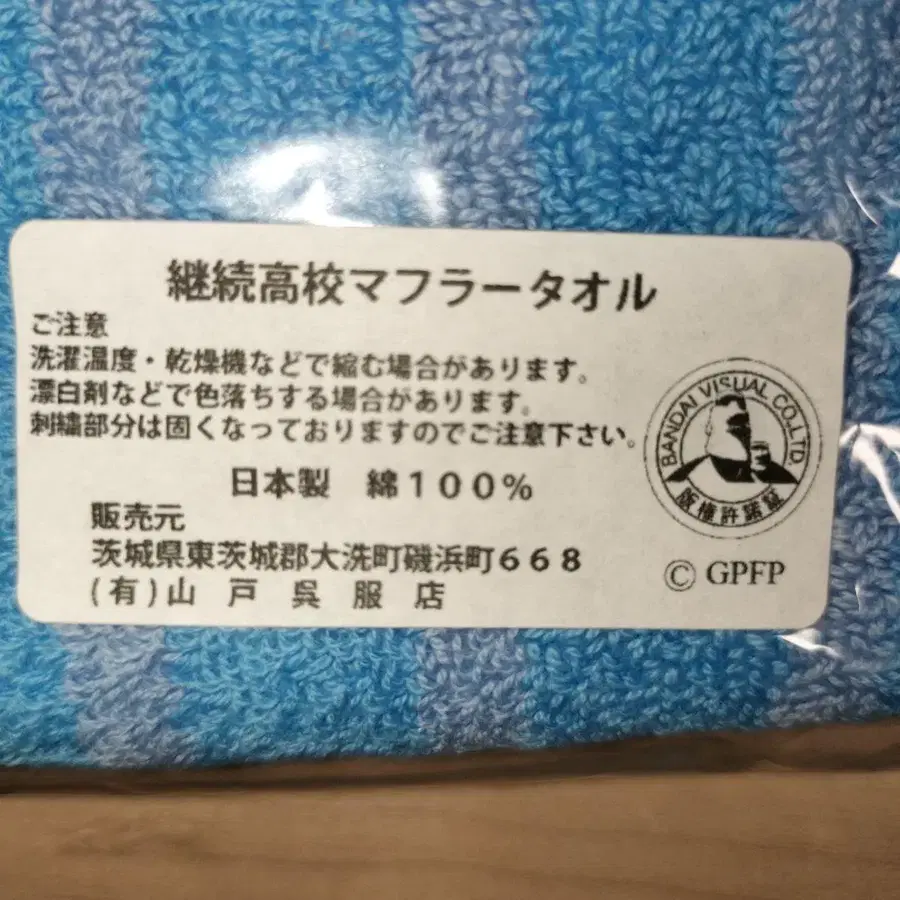 継続高校マフラータオル
ご注意
洗濯温度・乾燥機などで縮む場合があります。
漂白剤などで色落ちする場合があります。
刺繍部分は固くなっておりますのでご注意下さい。
日本製 綿100%
販売元
茨城県東茨城郡大洗町磯浜町668
(有)山戸呉服店
BANDAI VISUAL CO.,LTD.
版権許諾証
© GPFP